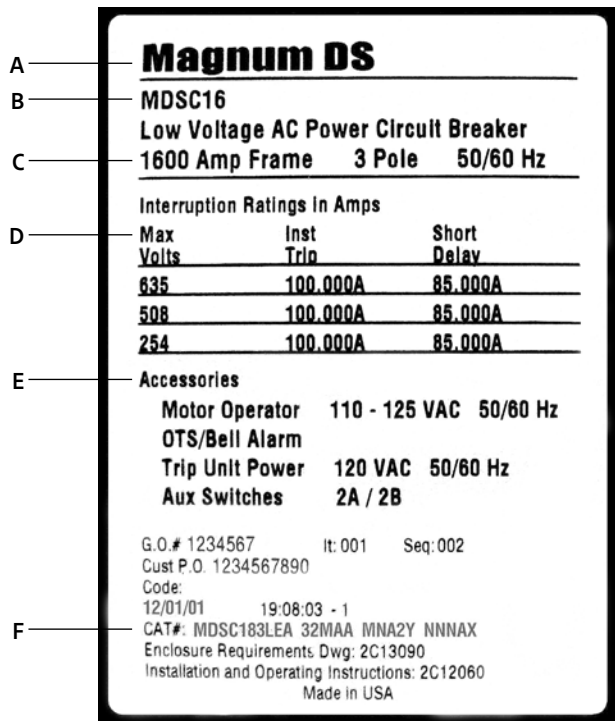 A Magnum DS
B MDSC16
Low Voltage AC Power Circuit Breaker
C 1600 Amp Frame 3 Pole 50/60 Hz
Interruption Ratings in Amps
D Max Inst Short
Volts Trip Delay
635 100.000A 85.000A
508 100.000A 85.000A
254 100.000A 85.000A
E Accessories
Motor Operator 110 - 125 VAC 50/60 Hz
OTS/Bell Alarm
Trip Unit Power 120 VAC 50/60 Hz
Aux Switches 2A / 2B
G.O.# 1234567 It: 001 Seq: 002
Cust P.O. 1234567890
Code:
12/01/01 19:08:03 - 1
F CAT#: MDSC183LEA 32MAA MNA2Y NNNAX
Enclosure Requirements Dwg: 2C13090
Installation and Operating Instructions: 2C12060
Made in USA